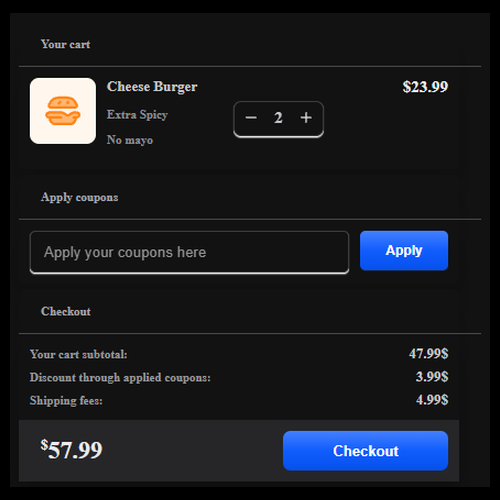 Your cart
Cheese Burger
$23.99
Extra Spicy
No mayo
− 2 +
Apply coupons
Apply your coupons here
Apply
Checkout
Your cart subtotal: 47.99$
Discount through applied coupons: 3.99$
Shipping fees: 4.99$
$57.99
Checkout